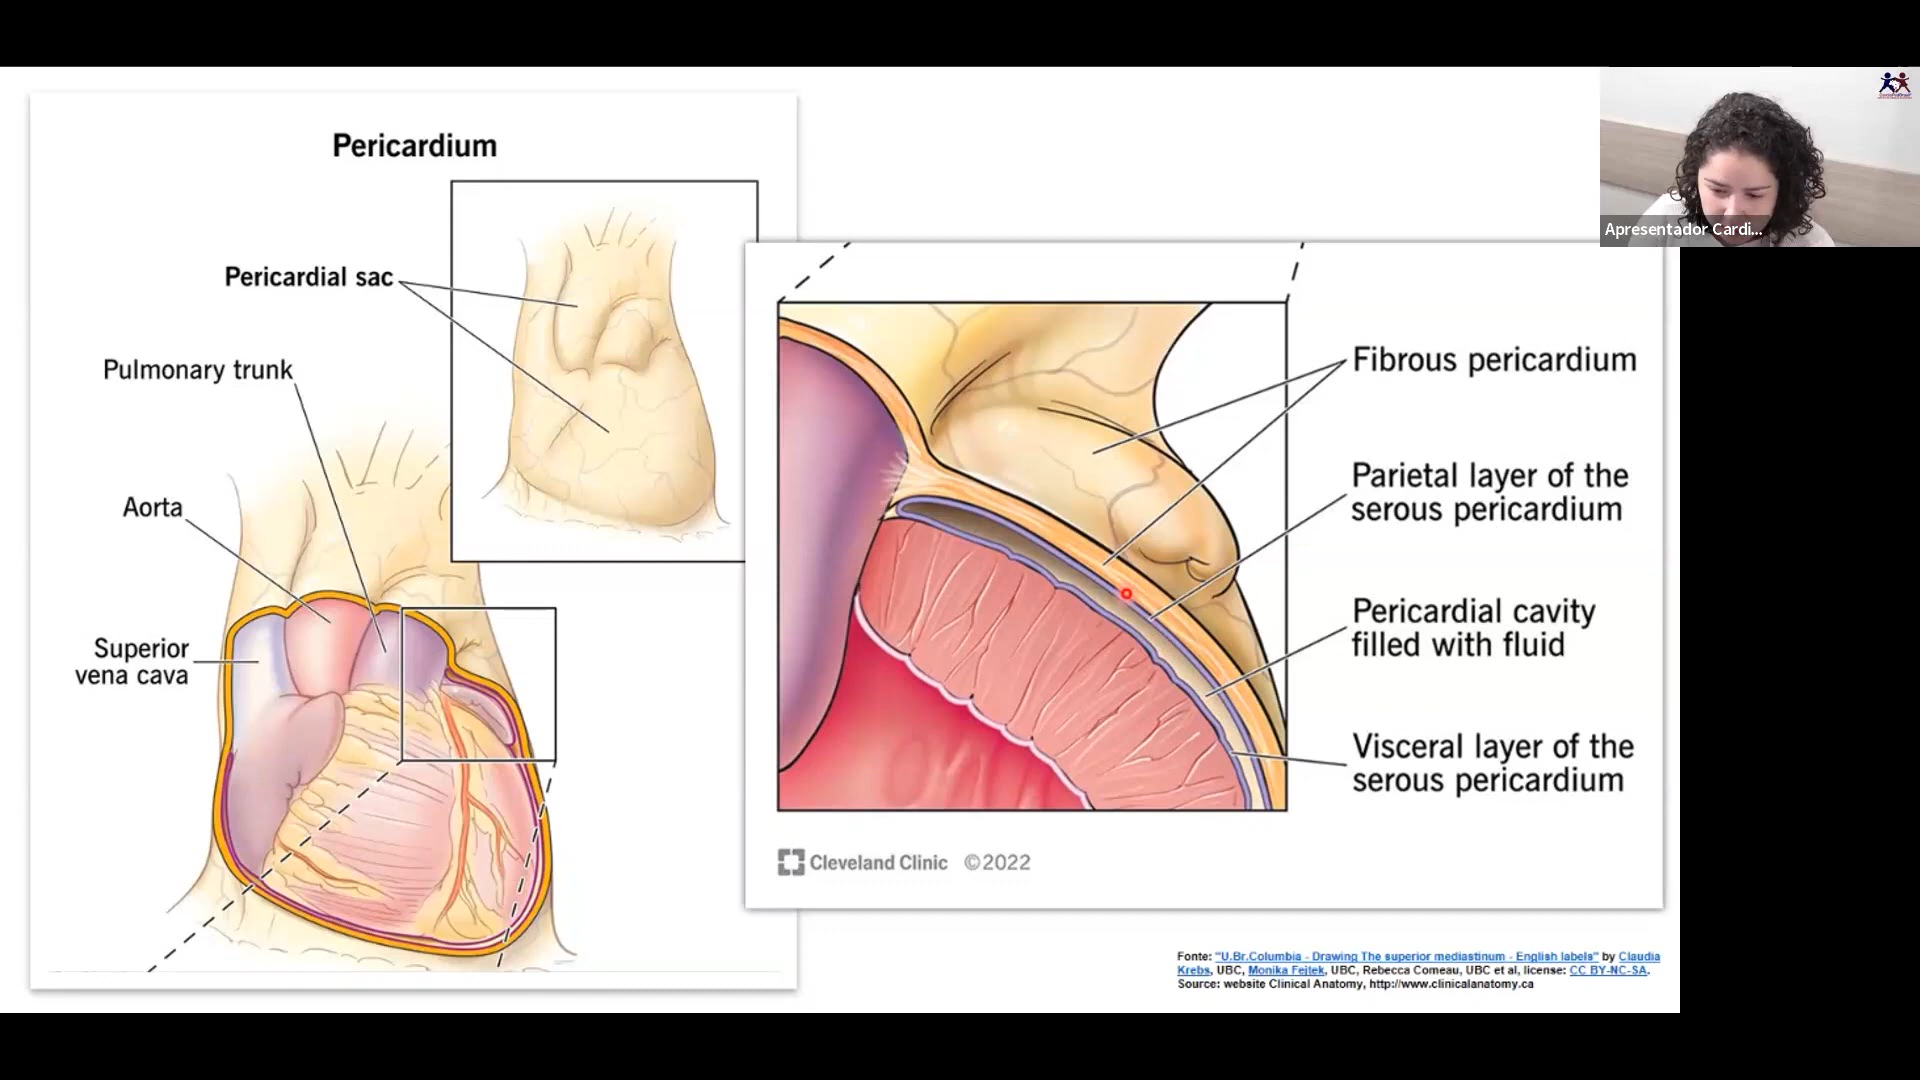 Pericardium
Pericardial sac
Pulmonary trunk
Aorta
Superior
vena cava
Fibrous pericardium
Parietal layer of the
serous pericardium
Pericardial cavity
filled with fluid
Visceral layer of the
serous pericardium
Cleveland Clinic ©2022
Fonte: "U.Br.Columbia - Drawing The superior mediastinum - English labels" by Claudia
Krebs, UBC, Monika Fejtek, UBC, Rebecca Comeau, UBC et al, license: CC BY-NC-SA.
Source: website Clinical Anatomy, http://www.clinicalanatomy.ca
Apresentador Cardi...